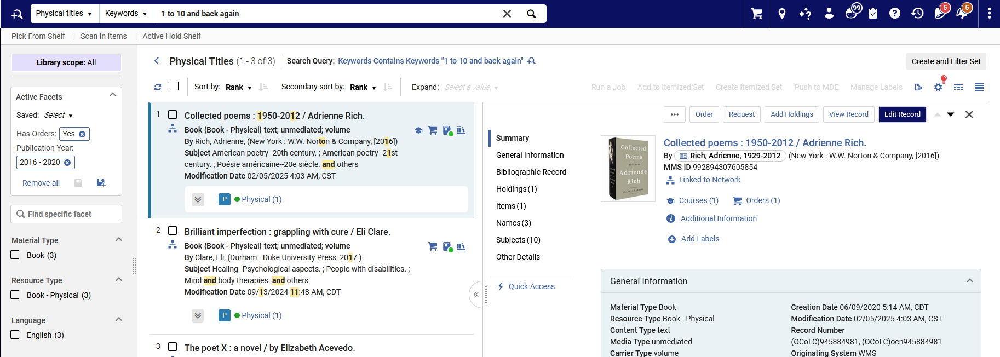 Physical titles ▾ Keywords ▾ 1 to 10 and back again
99 5 5
Pick From Shelf | Scan In Items | Active Hold Shelf
Library scope: All
Active Facets
Saved: Select ▾
Has Orders: Yes
Publication Year:
2016 - 2020
Remove all
Find specific facet
Material Type
Book (3)
Resource Type
Book - Physical (3)
Language
English (3)
Physical Titles (1 - 3 of 3) Search Query: Keywords Contains Keywords "1 to 10 and back again"
Create and Filter Set
Sort by: Rank ▾ Secondary sort by: Rank ▾ Expand: Select a value ▾
Run a Job Add to Itemized Set Create Itemized Set Push to MDE Manage Labels
1 Collected poems : 1950-2012 / Adrienne Rich.
Book {Book - Physical} text; unmediated; volume
By Rich, Adrienne, (New York : W.W. Norton & Company, [2016])
Subject American poetry--20th century. ; American poetry--21st
century. ; Poésie américaine--20e siècle. and others
Modification Date 02/05/2025 4:03 AM, CST
P Physical (1)
2 Brilliant imperfection : grappling with cure / Eli Clare.
Book {Book - Physical} text; unmediated; volume
By Clare, Eli, (Durham : Duke University Press, 2017.)
Subject Healing--Psychological aspects. ; People with disabilities. ;
Mind and body therapies. and others
Modification Date 09/13/2024 11:48 AM, CDT
P Physical (1)
3 The poet X : a novel / by Elizabeth Acevedo.
Summary
General Information
Bibliographic Record
Holdings (1)
Items (1)
Names (3)
Subjects (10)
Other Details
Quick Access
Order Request Add Holdings View Record Edit Record
Collected
Poems
1950-2012
Adrienne
Rich
Collected poems : 1950-2012 / Adrienne Rich.
By Rich, Adrienne, 1929-2012 (New York : W.W. Norton & Company, [2016])
MMS ID 992894307605854
Linked to Network
Courses (1) Orders (1)
Additional Information
Add Labels
General Information
Material Type Book
Resource Type Book - Physical
Content Type text
Media Type unmediated
Carrier Type volume
Creation Date 06/09/2020 5:14 AM, CDT
Modification Date 02/05/2025 4:03 AM, CST
Record Number
(OCoLC)945884981, (OCoLC)ocn945884981
Originating System WMS